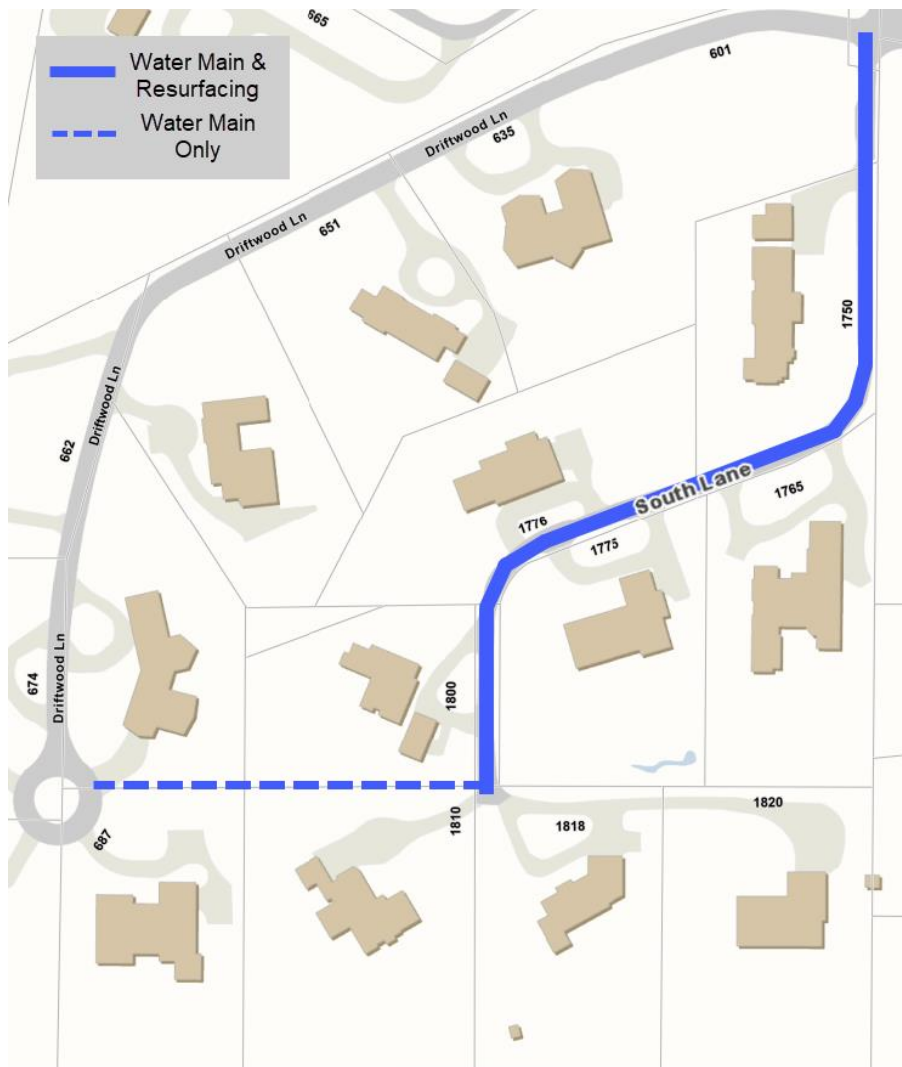 665
Water Main &
Resurfacing
Water Main
Only
601
Driftwood Ln
635
651
Driftwood Ln
1750
Driftwood Ln
662
South Lane
1765
1776
1775
Driftwood Ln
674
1800
1810
1820
1818
687